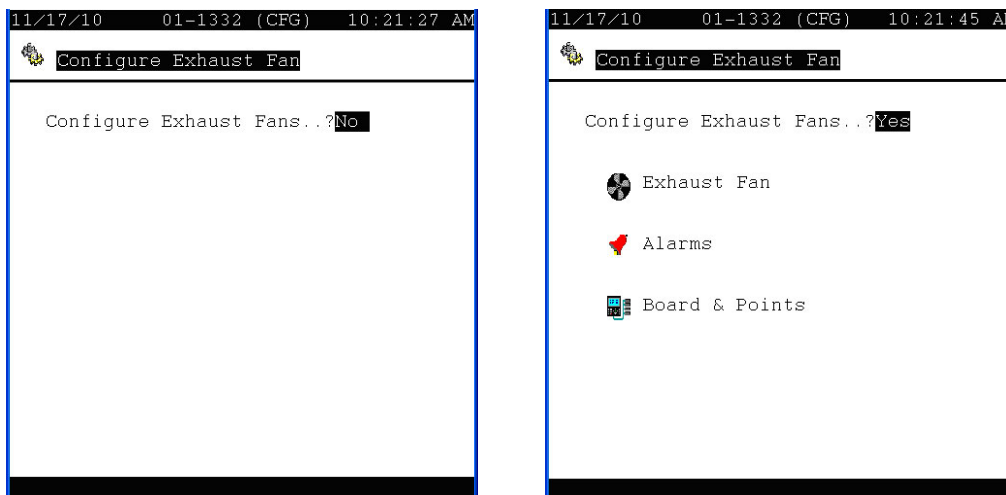 11/17/10 01-1332 (CFG) 10:21:27 AM
Configure Exhaust Fan
Configure Exhaust Fans..?No
11/17/10 01-1332 (CFG) 10:21:45 AM
Configure Exhaust Fan
Configure Exhaust Fans..?Yes
Exhaust Fan
Alarms
Board & Points